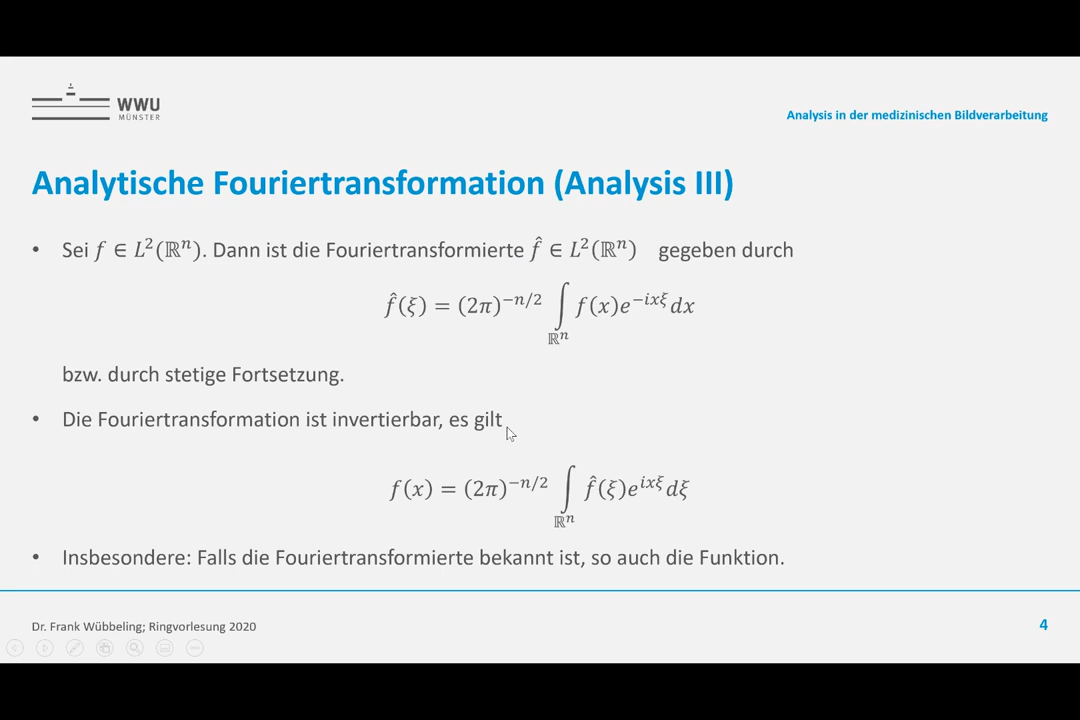 WWU
MÜNSTER
Analysis in der medizinischen Bildverarbeitung
Analytische Fouriertransformation (Analysis III)
• Sei f ∈ L²(ℝⁿ). Dann ist die Fouriertransformierte f̂ ∈ L²(ℝⁿ) gegeben durch
f̂(ξ) = (2π)^{−n/2} ∫_{ℝⁿ} f(x)e^{−ixξ}dx
bzw. durch stetige Fortsetzung.
• Die Fouriertransformation ist invertierbar, es gilt
f(x) = (2π)^{−n/2} ∫_{ℝⁿ} f̂(ξ)e^{ixξ}dξ
• Insbesondere: Falls die Fouriertransformierte bekannt ist, so auch die Funktion.
Dr. Frank Wübbeling; Ringvorlesung 2020
4